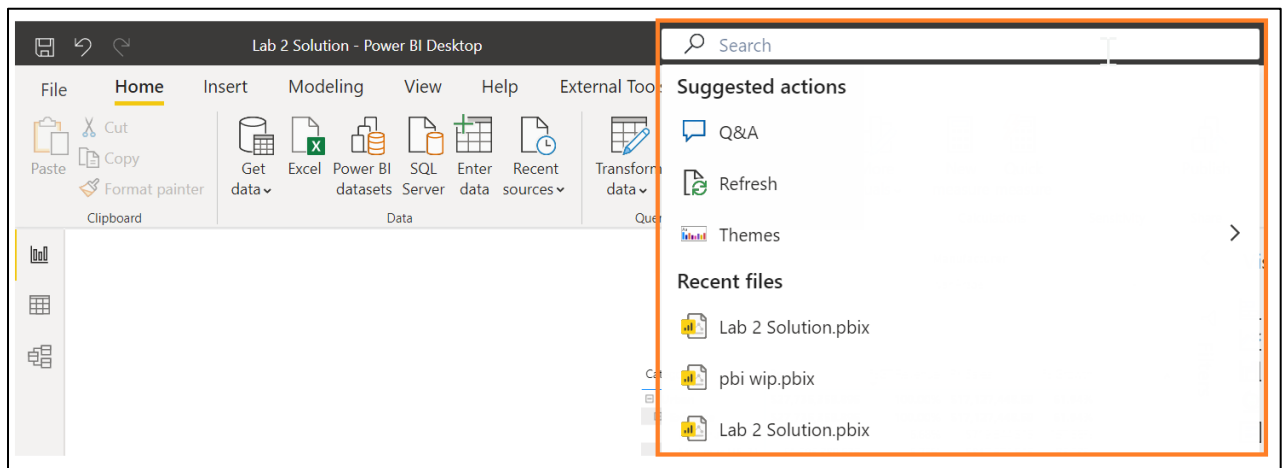 Lab 2 Solution - Power BI Desktop
Search
File Home Insert Modeling View Help External Tools
Paste
Cut
Copy
Format painter
Clipboard
Get data
Excel
Power BI datasets
SQL Server
Enter data
Recent sources
Data
Transform data
Suggested actions
Q&A
Refresh
Themes
Recent files
Lab 2 Solution.pbix
pbi wip.pbix
Lab 2 Solution.pbix